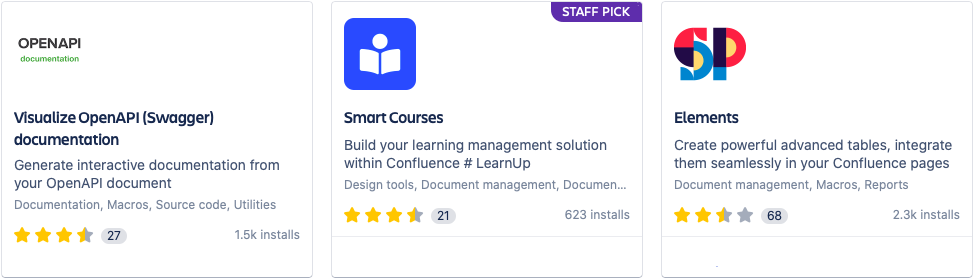 OPENAPI
documentation
Visualize OpenAPI (Swagger)
documentation
Generate interactive documentation from
your OpenAPI document
Documentation, Macros, Source code, Utilities
27
1.5k installs
STAFF PICK
Smart Courses
Build your learning management solution
within Confluence # LearnUp
Design tools, Document management, Documen...
21
623 installs
SP
Elements
Create powerful advanced tables, integrate
them seamlessly in your Confluence pages
Document management, Macros, Reports
68
2.3k installs